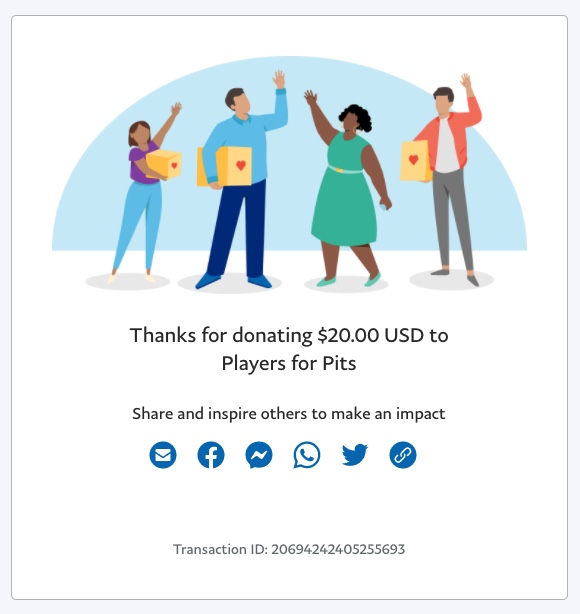 Thanks for donating $20.00 USD to
Players for Pits
Share and inspire others to make an impact
Transaction ID: 20694242405255693